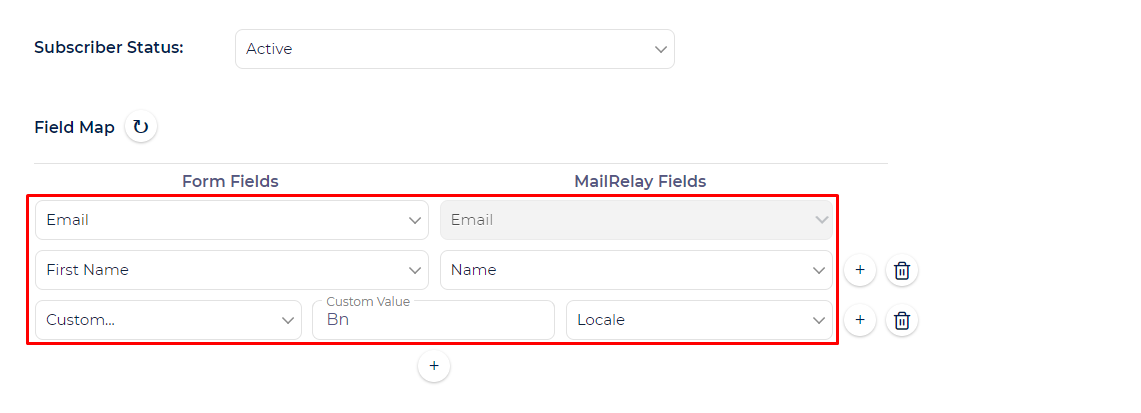 Subscriber Status: Active
Field Map
Form Fields MailRelay Fields
Email Email
First Name Name
Custom Value
Custom... Bn Locale